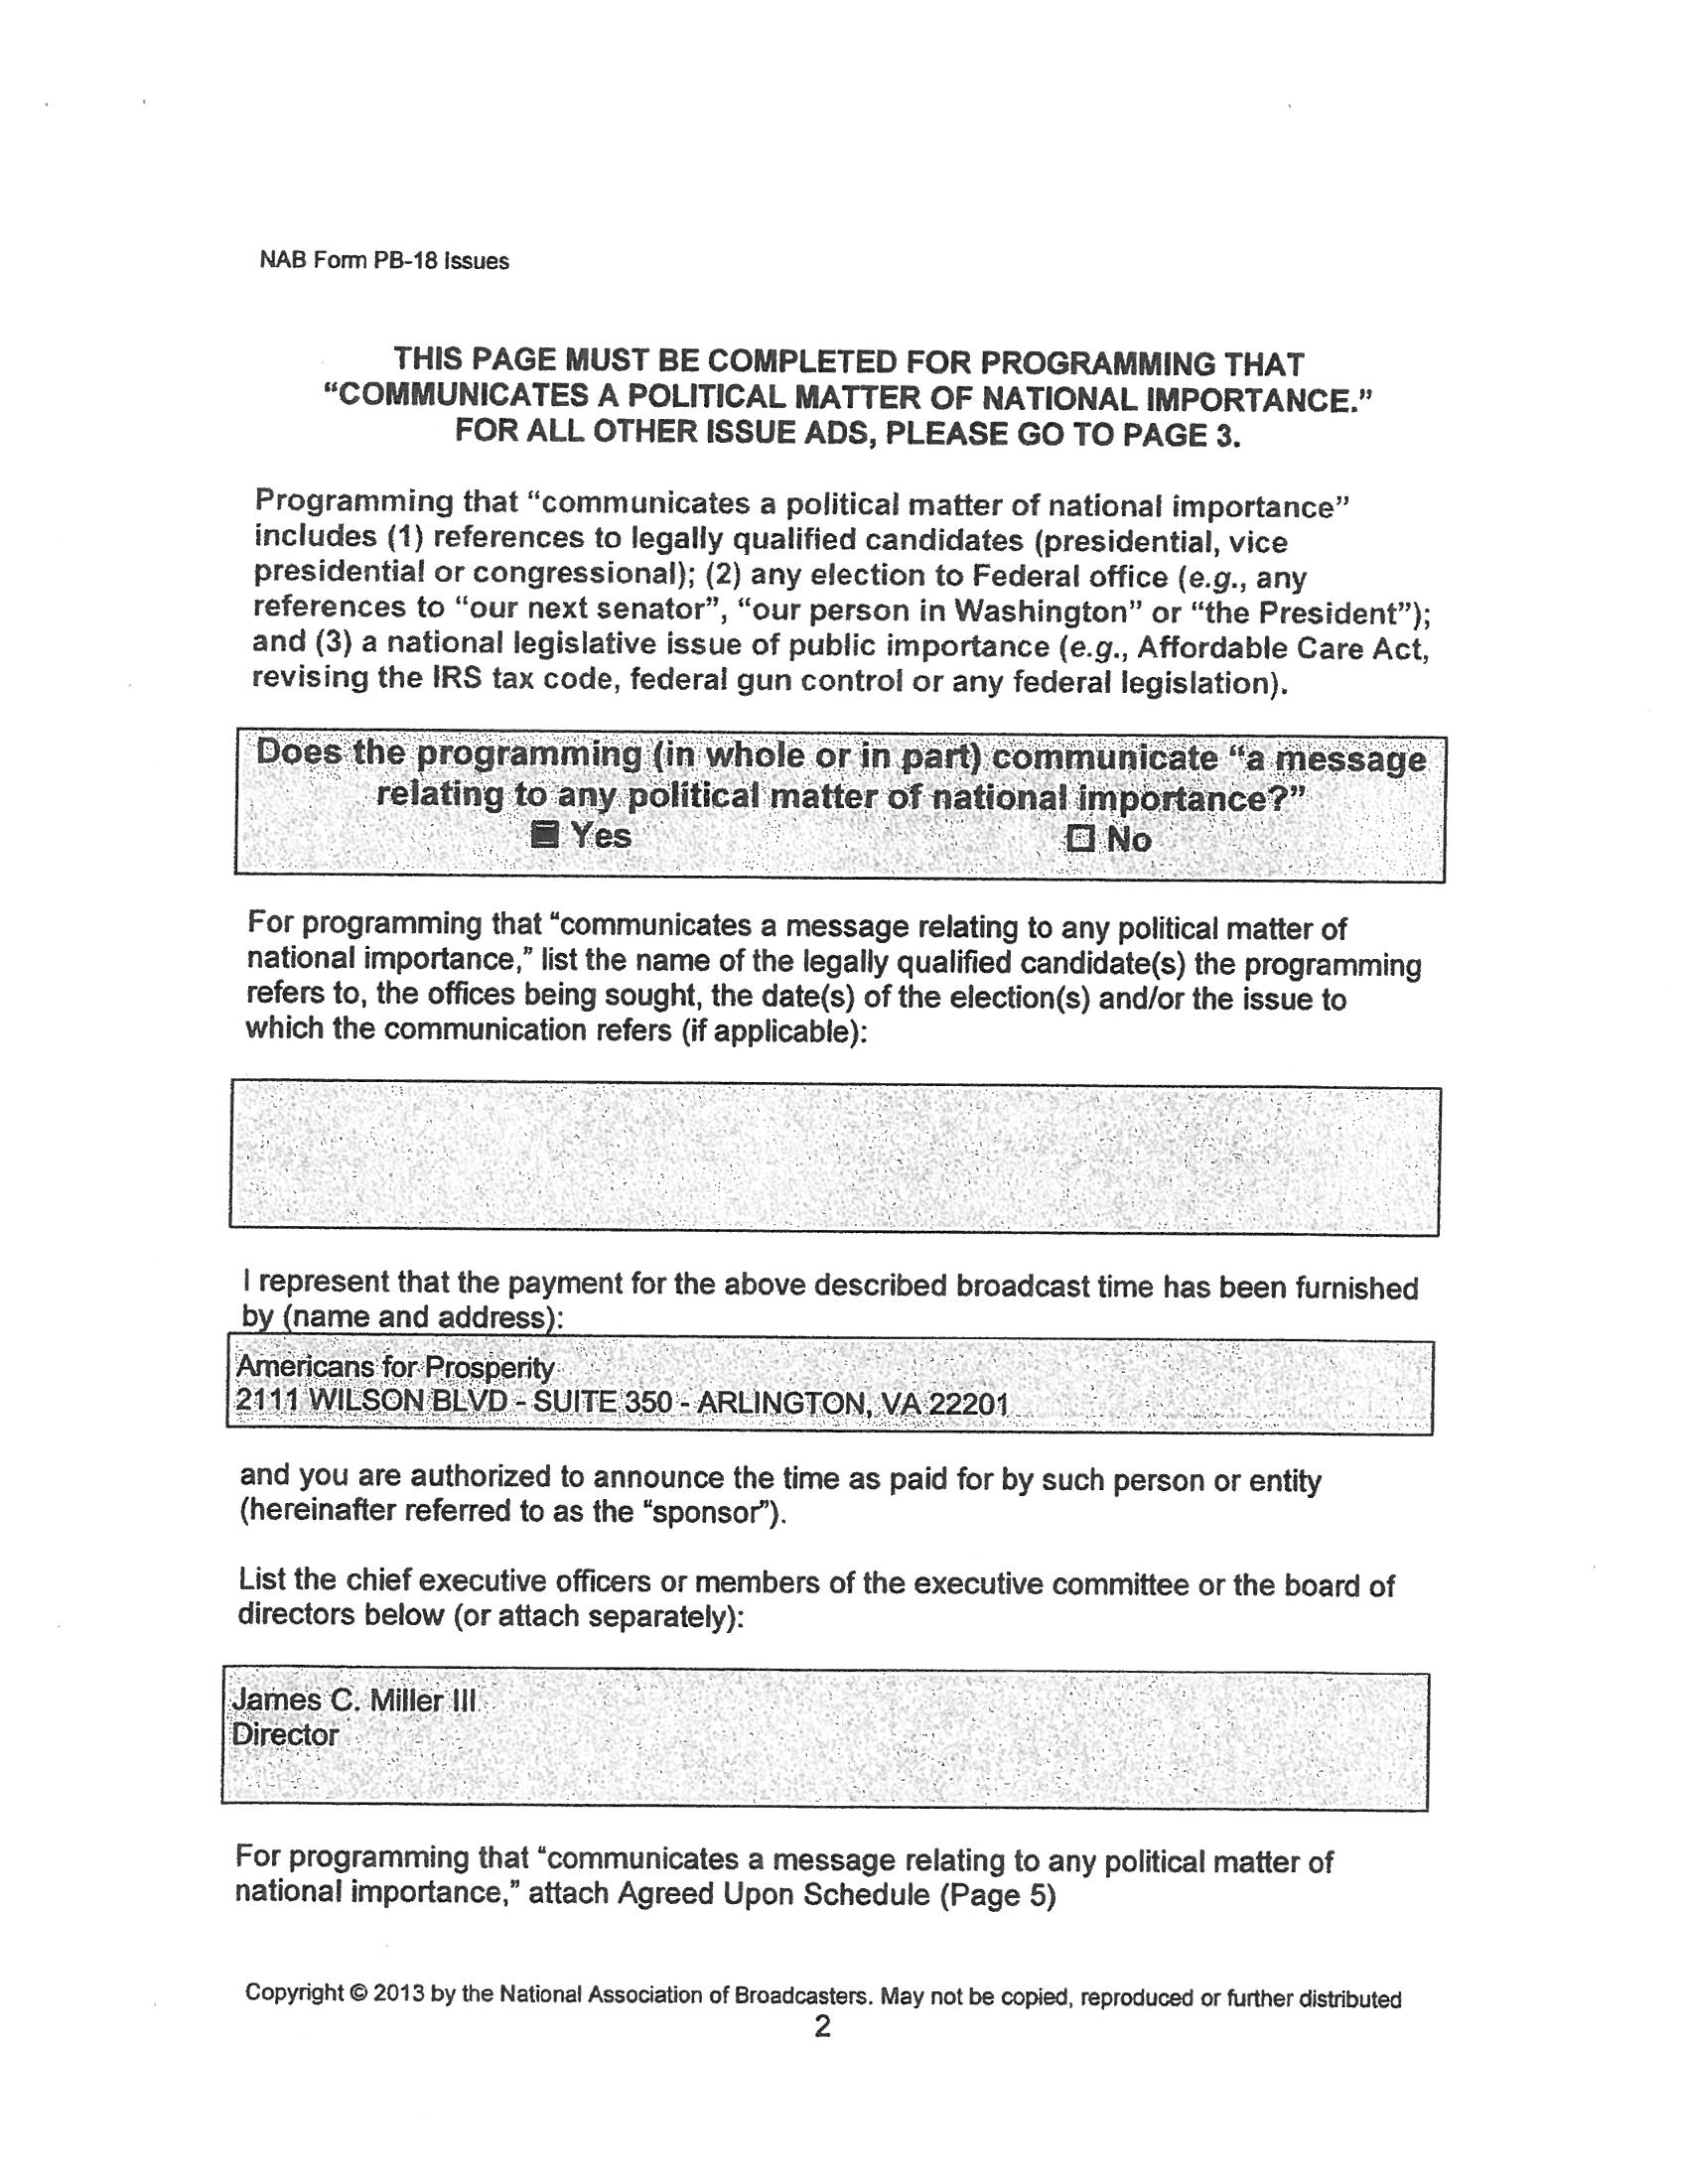 NAB Form PB-18 Issues
THIS PAGE MUST BE COMPLETED FOR PROGRAMMING THAT
“COMMUNICATES A POLITICAL MATTER OF NATIONAL IMPORTANCE.”
FOR ALL OTHER ISSUE ADS, PLEASE GO TO PAGE 3.
Programming that “communicates a political matter of national importance”
includes (1) references to legally qualified candidates (presidential, vice
presidential or congressional); (2) any election to Federal office (e.g., any
references to “our next senator”, “our person in Washington” or “the President”);
and (3) a national legislative issue of public importance (e.g., Affordable Care Act,
revising the IRS tax code, federal gun control or any federal legislation).
Does the programming (in whole or in part) communicate “a message
relating to any political matter of national importance?”
Yes No
For programming that “communicates a message relating to any political matter of
national importance,” list the name of the legally qualified candidate(s) the programming
refers to, the offices being sought, the date(s) of the election(s) and/or the issue to
which the communication refers (if applicable):
I represent that the payment for the above described broadcast time has been furnished
by (name and address):
Americans for Prosperity
2111 WILSON BLVD - SUITE 350 - ARLINGTON, VA 22201
and you are authorized to announce the time as paid for by such person or entity
(hereinafter referred to as the “sponsor”).
List the chief executive officers or members of the executive committee or the board of
directors below (or attach separately):
James C. Miller III
Director
For programming that “communicates a message relating to any political matter of
national importance,” attach Agreed Upon Schedule (Page 5)
Copyright © 2013 by the National Association of Broadcasters. May not be copied, reproduced or further distributed
2